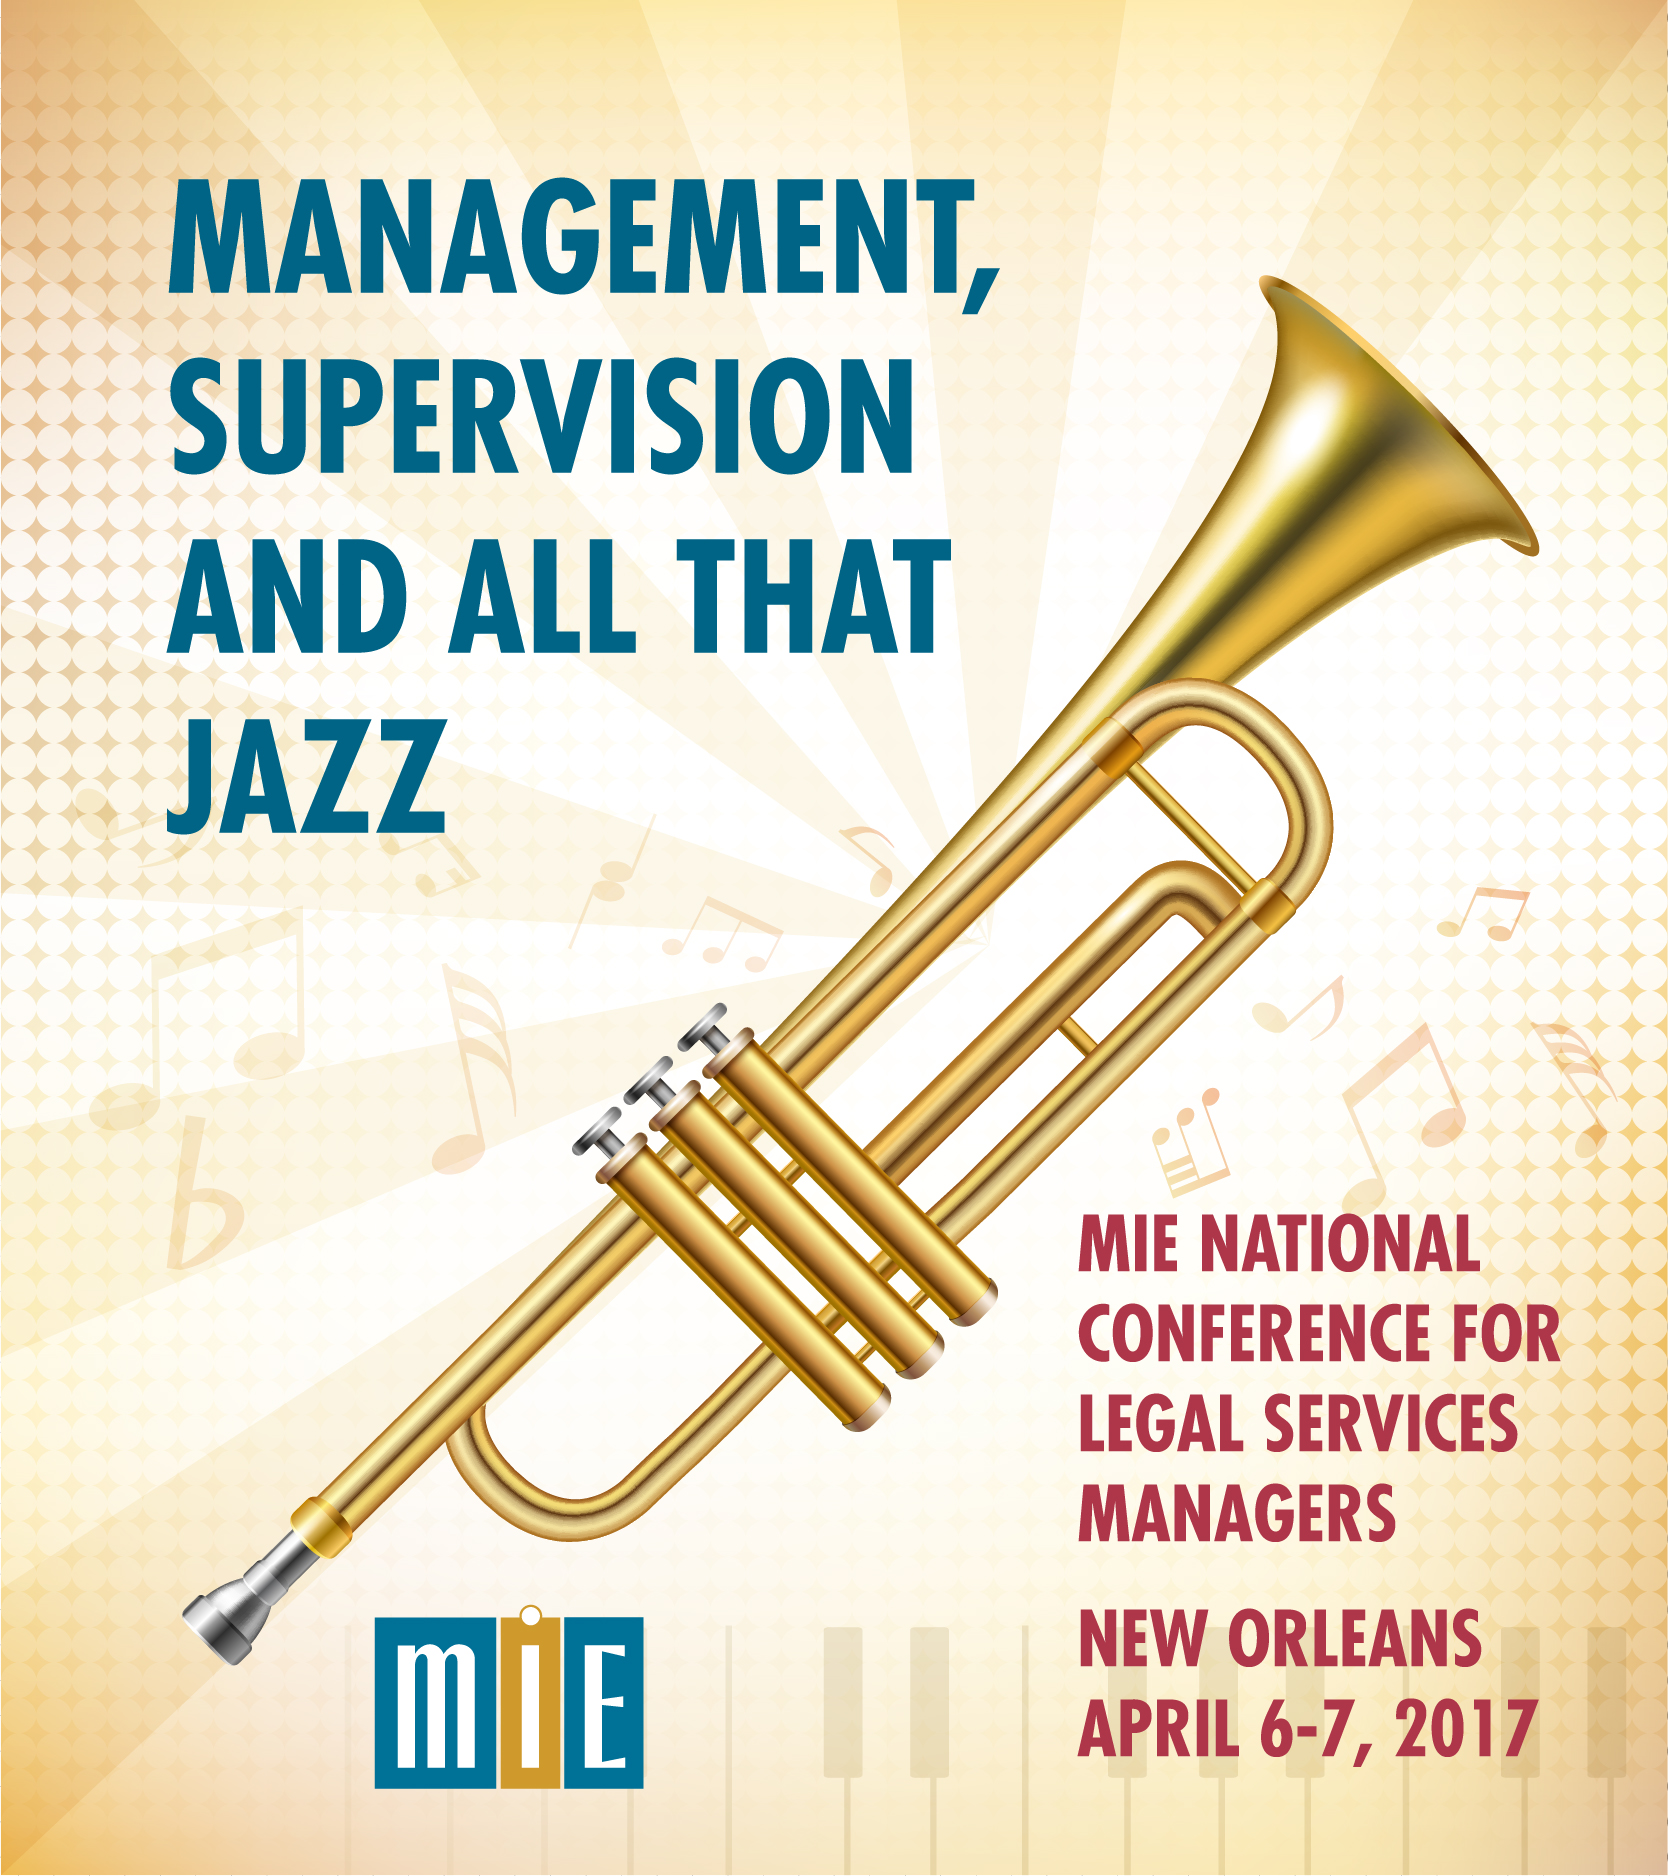 MANAGEMENT,
SUPERVISION
AND ALL THAT
JAZZ
MIE NATIONAL
CONFERENCE FOR
LEGAL SERVICES
MANAGERS
NEW ORLEANS
APRIL 6-7, 2017
miE